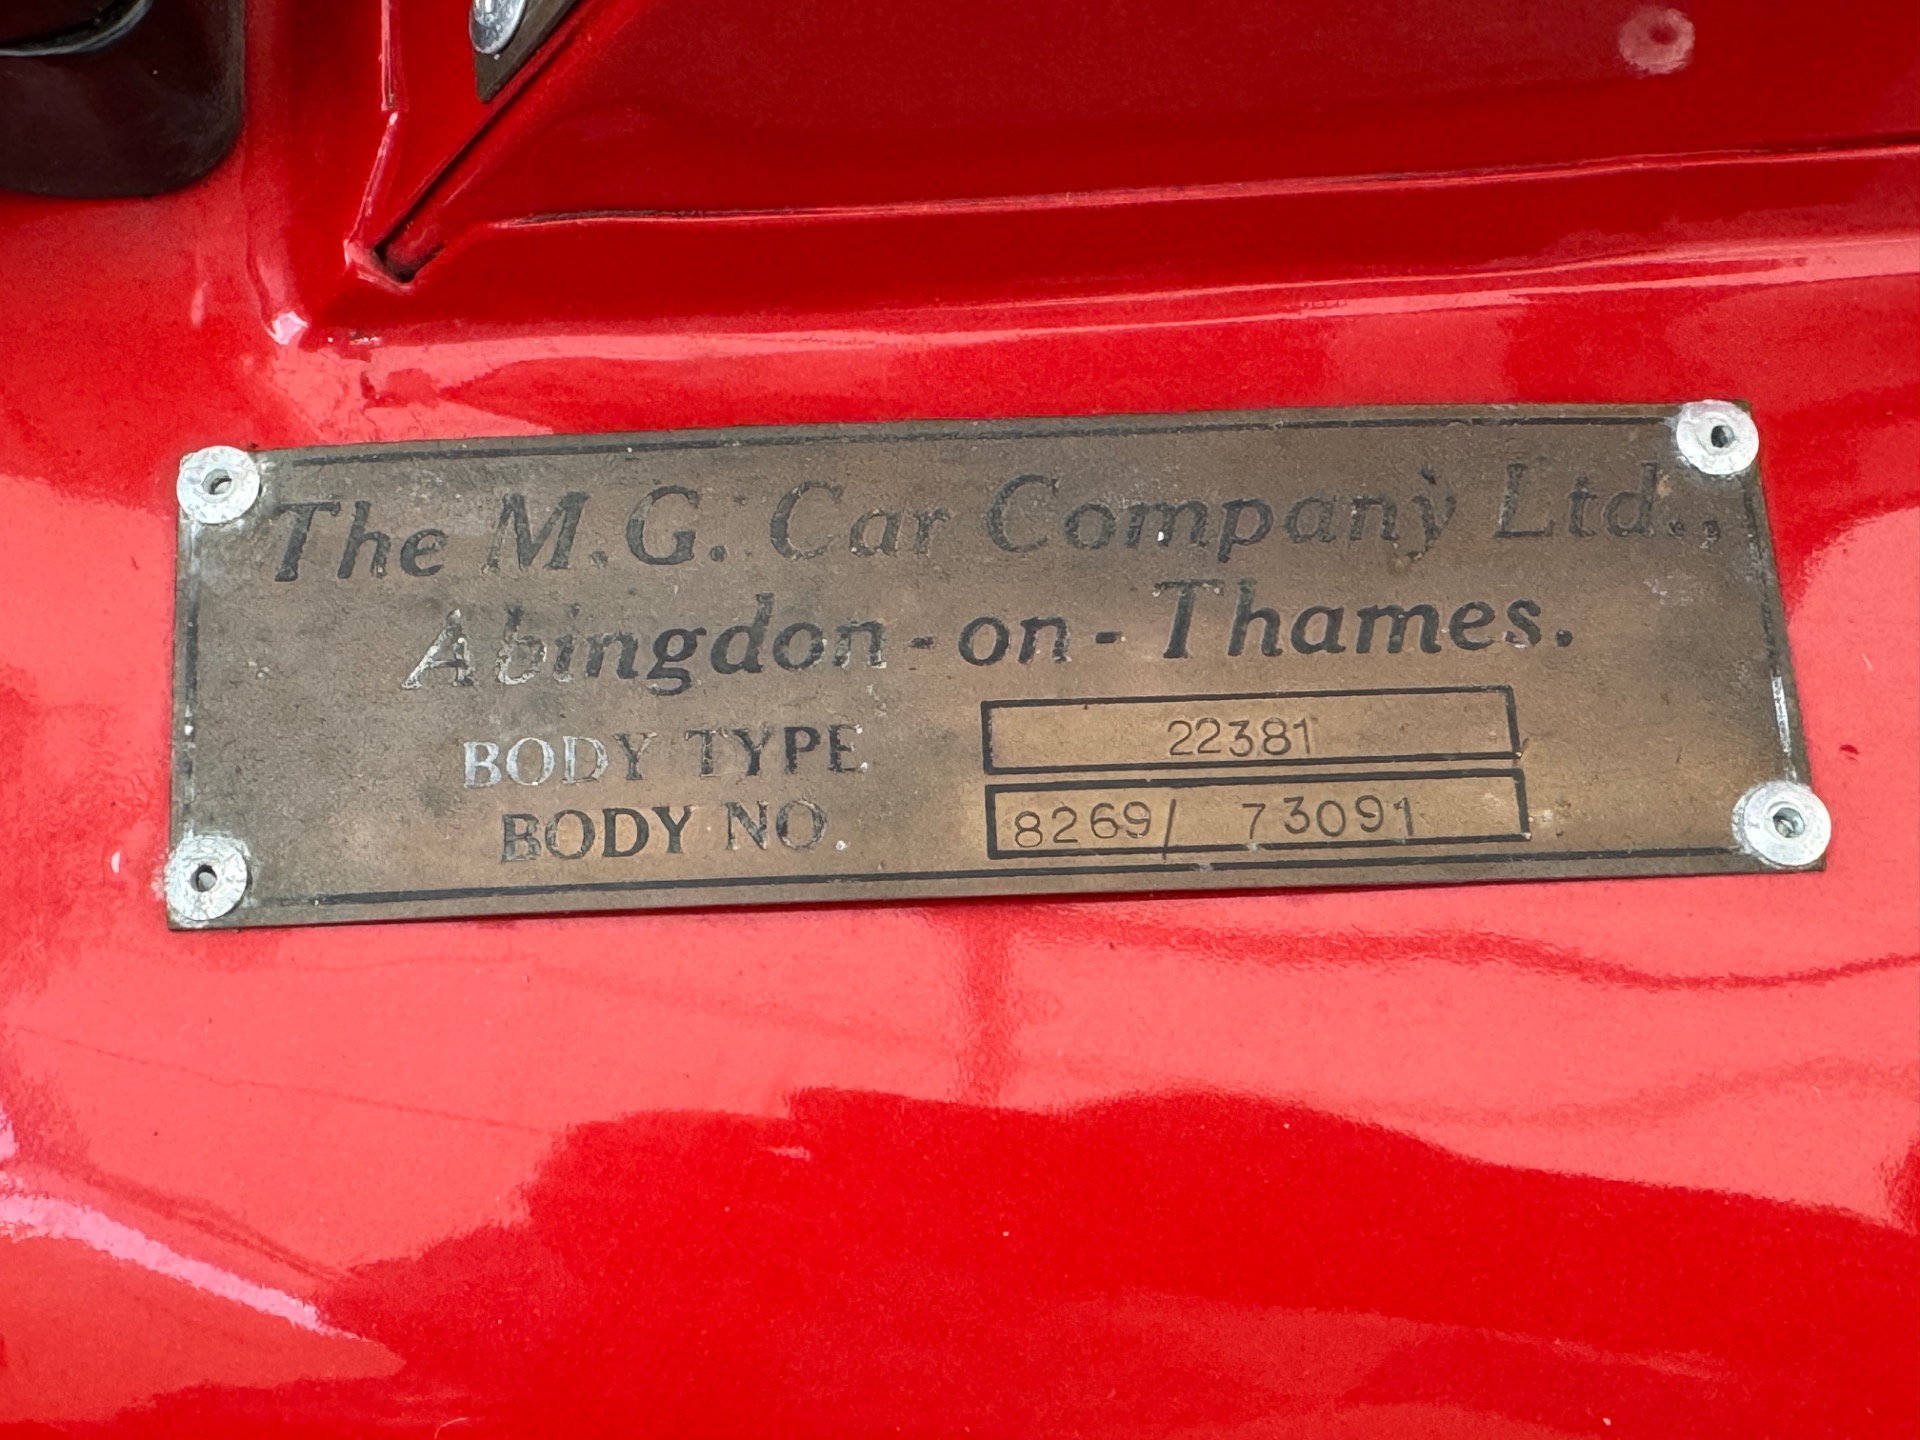 The M.G. Car Company Ltd.,
Abingdon-on-Thames.
BODY TYPE 22381
BODY NO. 8269/ 73091